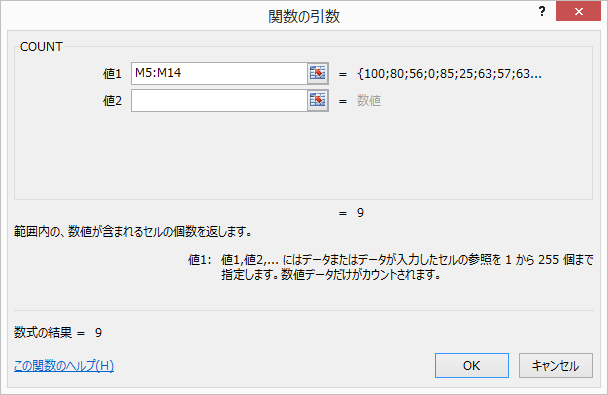 関数の引数
?
COUNT
値1 M5:M14 = {100;80;56;0;85;25;63;57;63...
値2 = 数値
= 9
範囲内の、数値が含まれるセルの個数を返します。
値1: 値1,値2,... にはデータまたはデータが入力したセルの参照を 1 から 255 個まで
指定します。数値データだけがカウントされます。
数式の結果 = 9
この関数のヘルプ(H)
OK
キャンセル